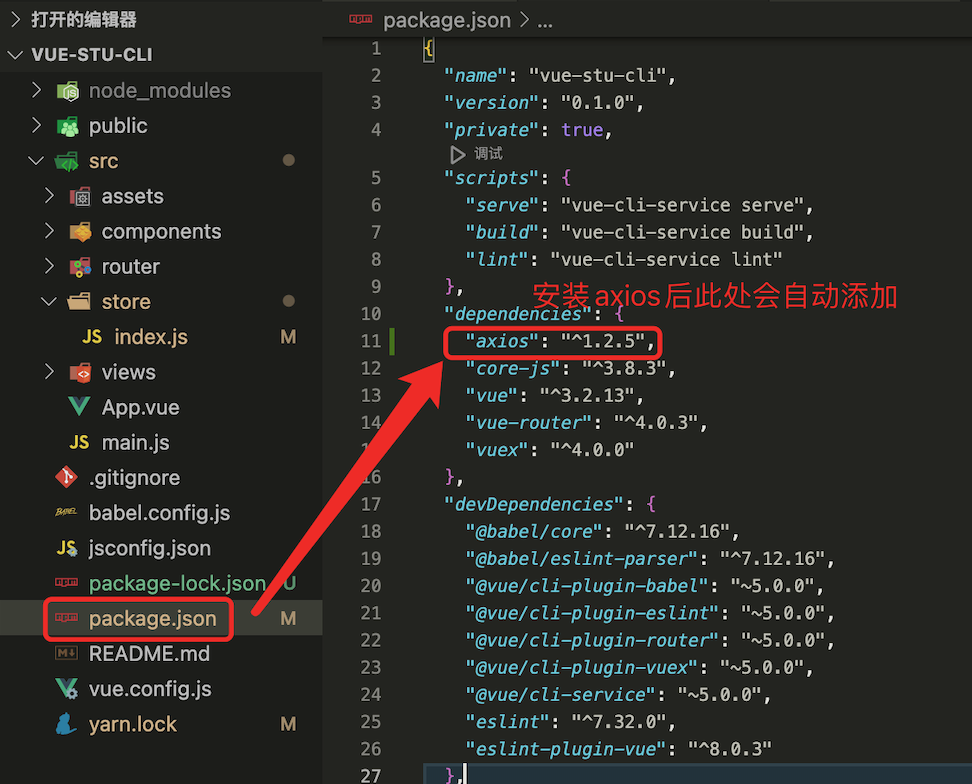 打开的编辑器
VUE-STU-CLI
node_modules
public
src
assets
components
router
store
JS index.js M
views
App.vue
JS main.js
.gitignore
BABEL babel.config.js
JS jsconfig.json
package-lock.json U
package.json M
README.md
vue.config.js
yarn.lock M
package.json > ...
1 {
2 "name": "vue-stu-cli",
3 "version": "0.1.0",
4 "private": true,
调试
5 "scripts": {
6 "serve": "vue-cli-service serve",
7 "build": "vue-cli-service build",
8 "lint": "vue-cli-service lint"
9 },
安装axios后此处会自动添加
10 "dependencies": {
11 "axios": "^1.2.5",
12 "core-js": "^3.8.3",
13 "vue": "^3.2.13",
14 "vue-router": "^4.0.3",
"vuex": "^4.0.0"
16 },
17 "devDependencies": {
18 "@babel/core": "^7.12.16",
19 "@babel/eslint-parser": "^7.12.16",
20 "@vue/cli-plugin-babel": "~5.0.0",
21 "@vue/cli-plugin-eslint": "~5.0.0",
22 "@vue/cli-plugin-router": "~5.0.0",
23 "@vue/cli-plugin-vuex": "~5.0.0",
24 "@vue/cli-service": "~5.0.0",
25 "eslint": "^7.32.0",
26 "eslint-plugin-vue": "^8.0.3"
27 },